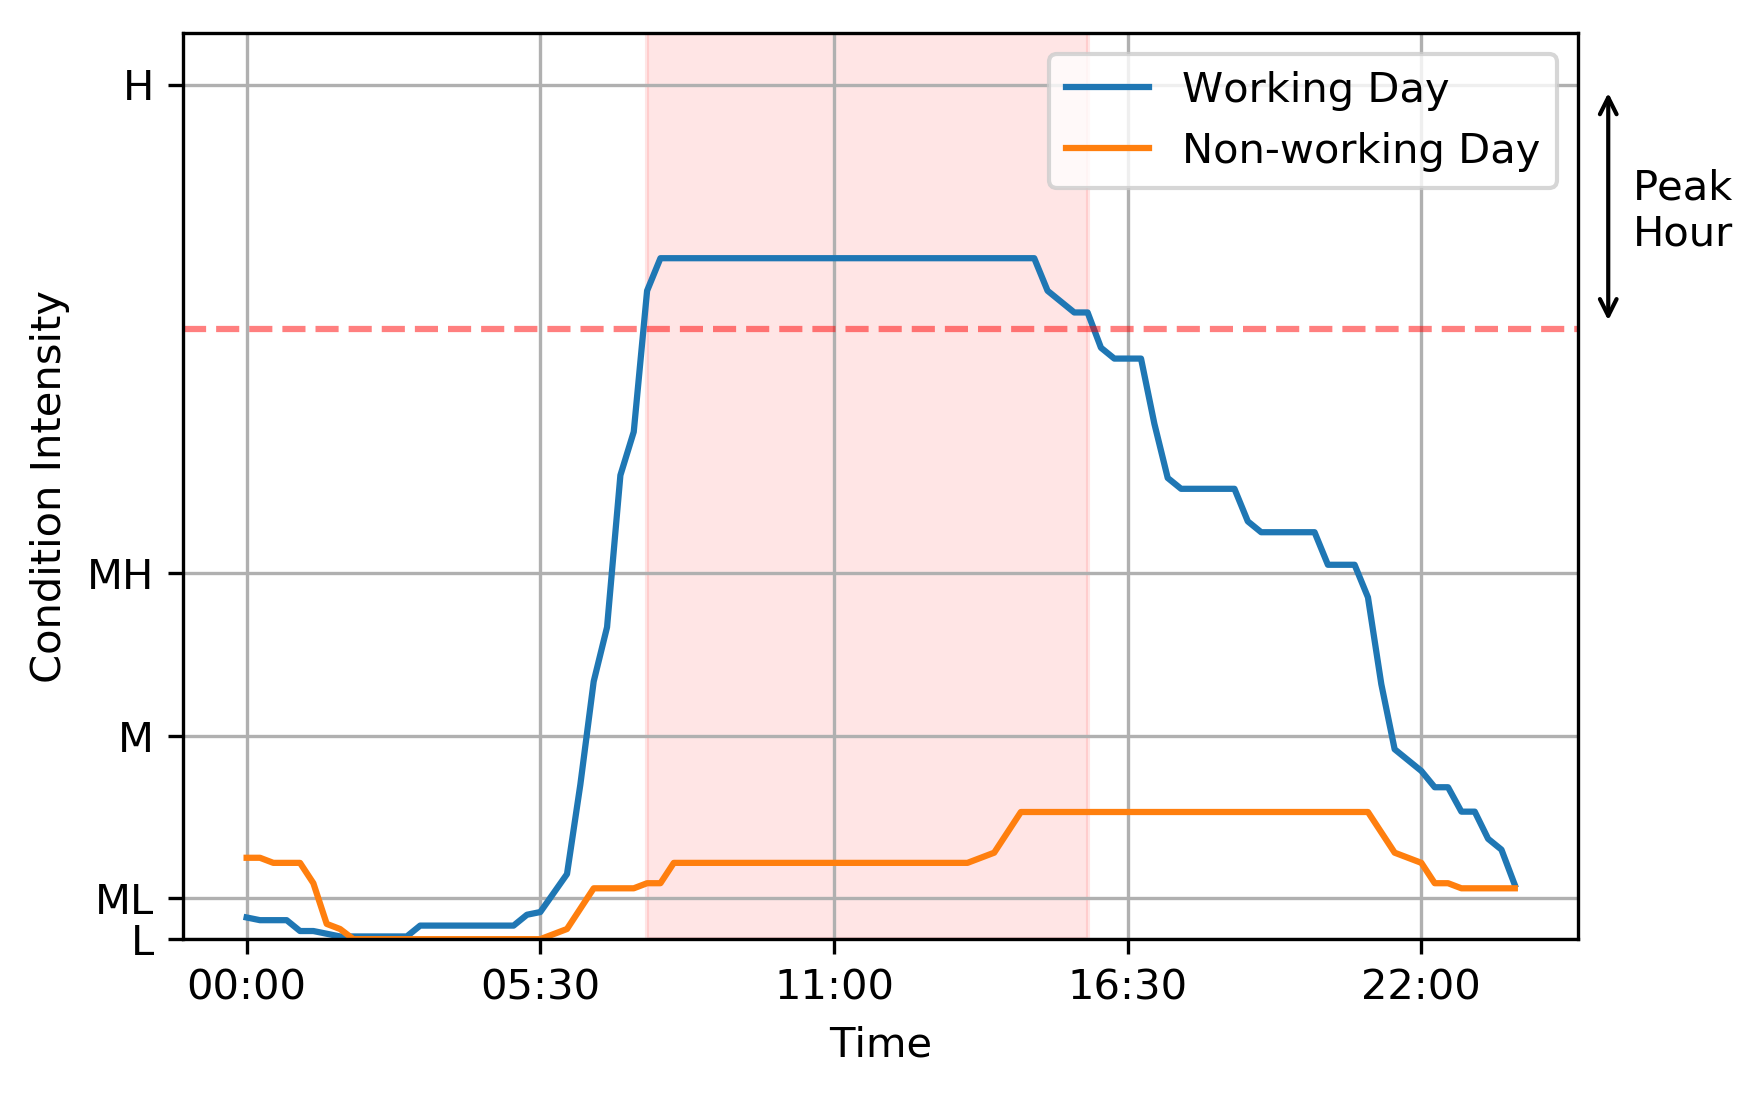 H
MH
M
ML
L
Condition Intensity
Working Day
Non-working Day
Peak
Hour
00:00
05:30
11:00
16:30
22:00
Time